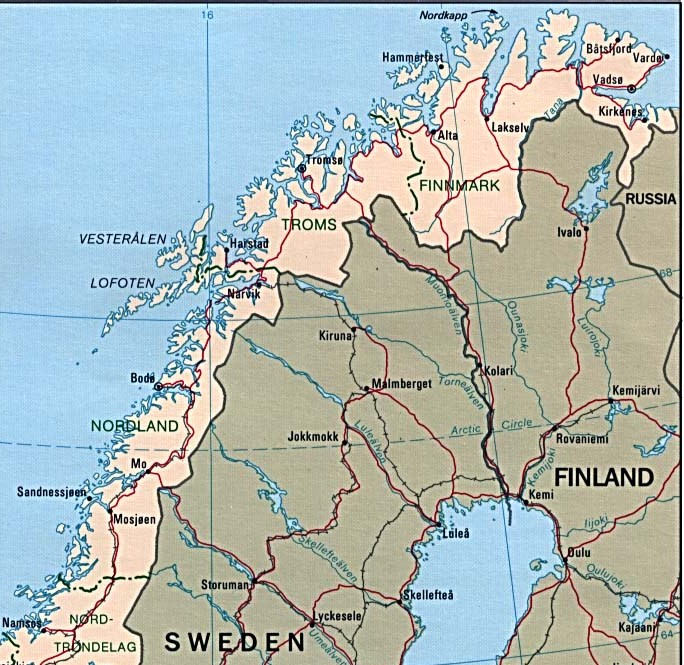 16
Nordkapp
Hammerfest
Båtsfjord
Vardø
Vadsø
Kirkenes
Tana
Lakselv
Alta
Tromsø
FINNMARK
RUSSIA
TROMS
Ivalo
VESTERÅLEN
Harstad
LOFOTEN
Narvik
68
Muonioälven
Ounasjoki
Luirojoki
Kiruna
Kolari
Bodø
Malmberget
Torneälven
Kemijärvi
NORDLAND
Arctic Circle
Jokkmokk
Luleälven
Rovaniemi
Mo
Kemijoki
FINLAND
Sandnessjøen
Kemi
Mosjøen
Luleå
Iijoki
Skellefteälven
Oulu
Oulujoki
Storuman
Skellefteå
Namsos
NORD-
TRØNDELAG
Lyckesele
Umeälven
Kajaani
64
SWEDEN